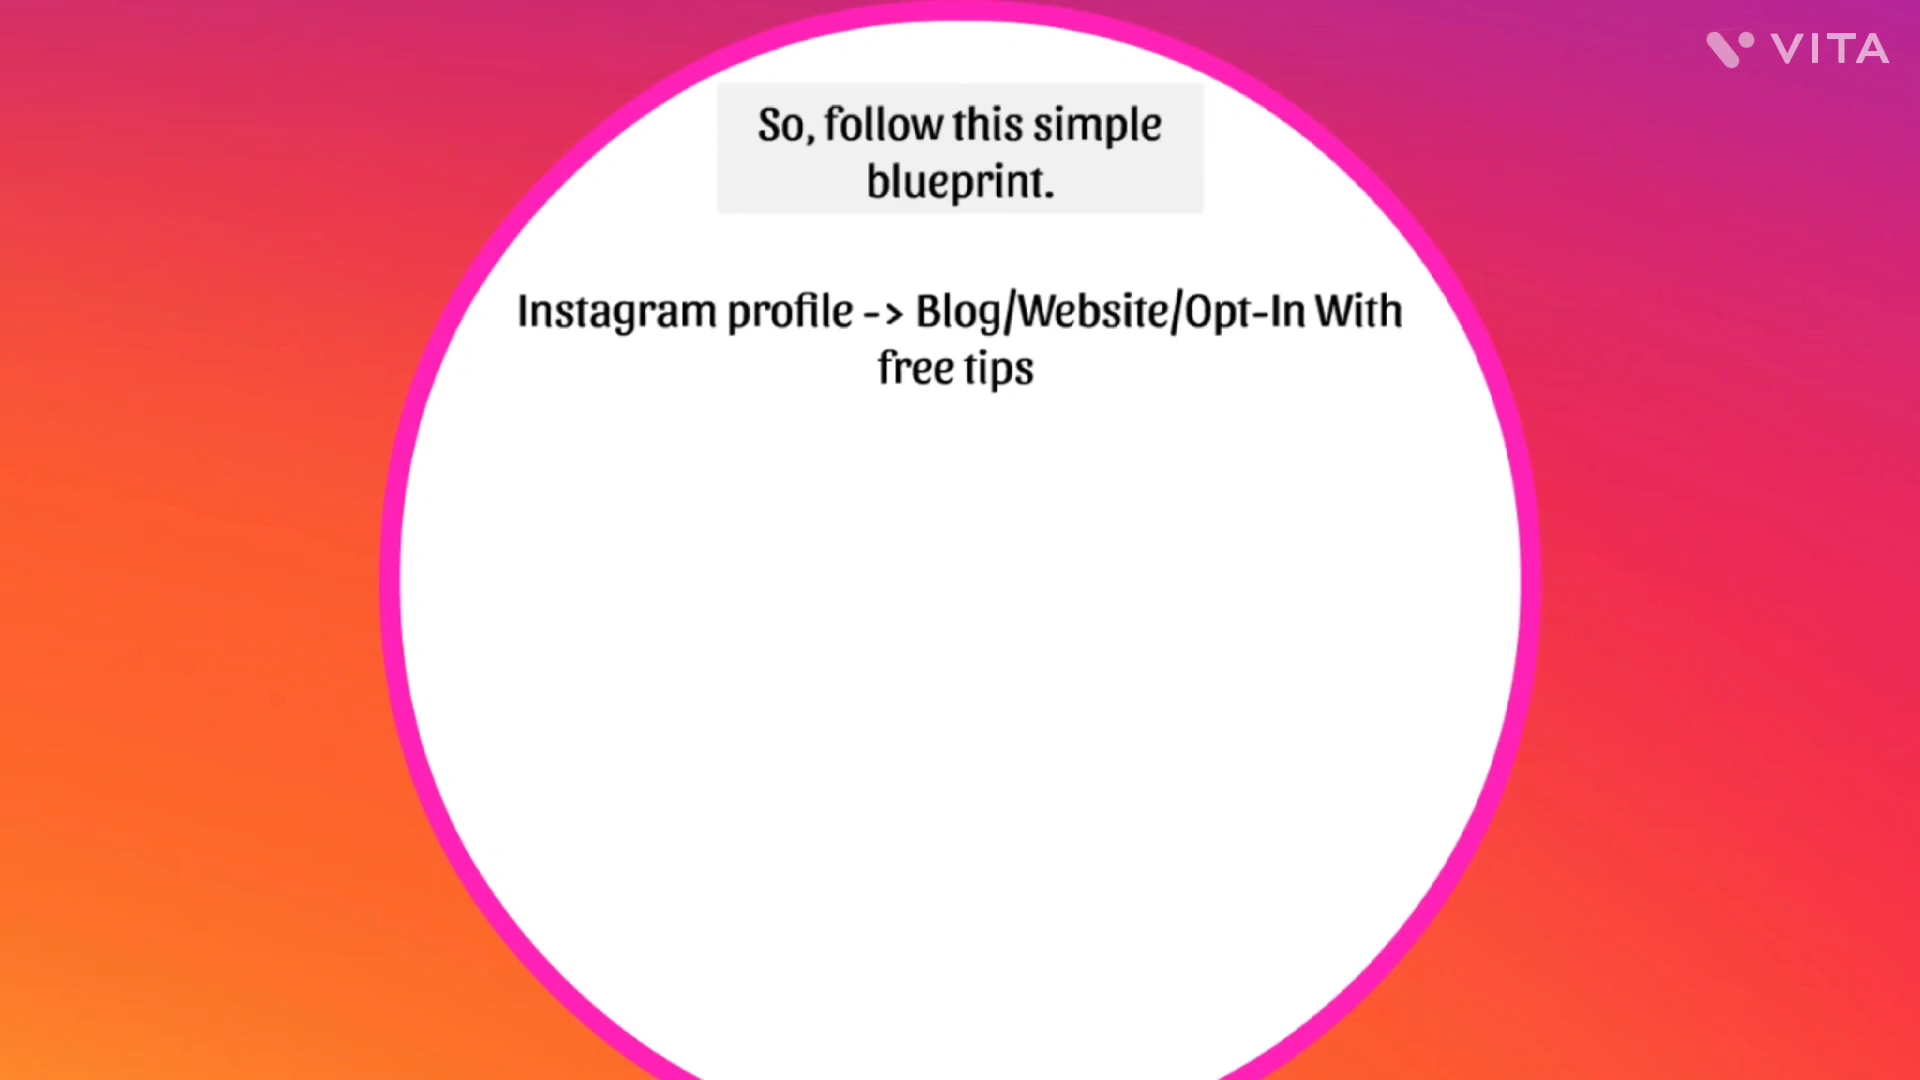 VITA
So, follow this simple
blueprint.
Instagram profile -> Blog/Website/Opt-In With
free tips